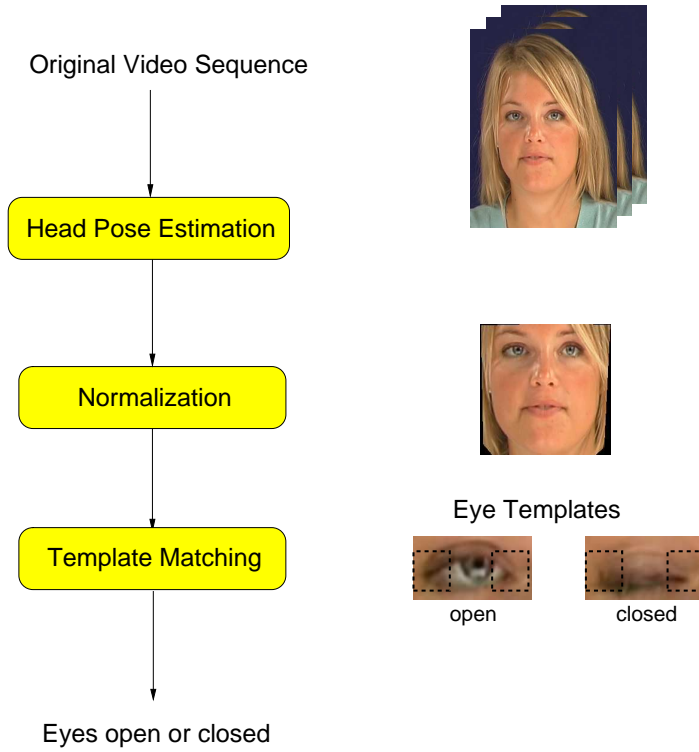 Original Video Sequence
Head Pose Estimation
Normalization
Eye Templates
Template Matching
open
closed
Eyes open or closed